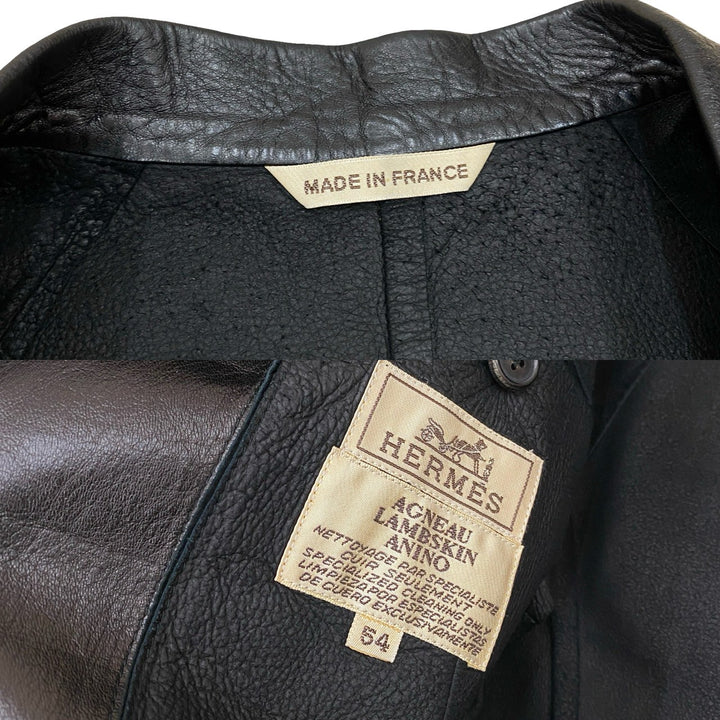 MADE IN FRANCE
HERMES
AGNEAU
LAMBSKIN
ANINO
NETTOYAGE PAR SPECIALISTE
CUIR SEULEMENT
SPECIALIZED CLEANING ONLY
LIMPIEZA POR ESPECIALISTAS
DE CUERO EXCLUSIVAMENTE
54